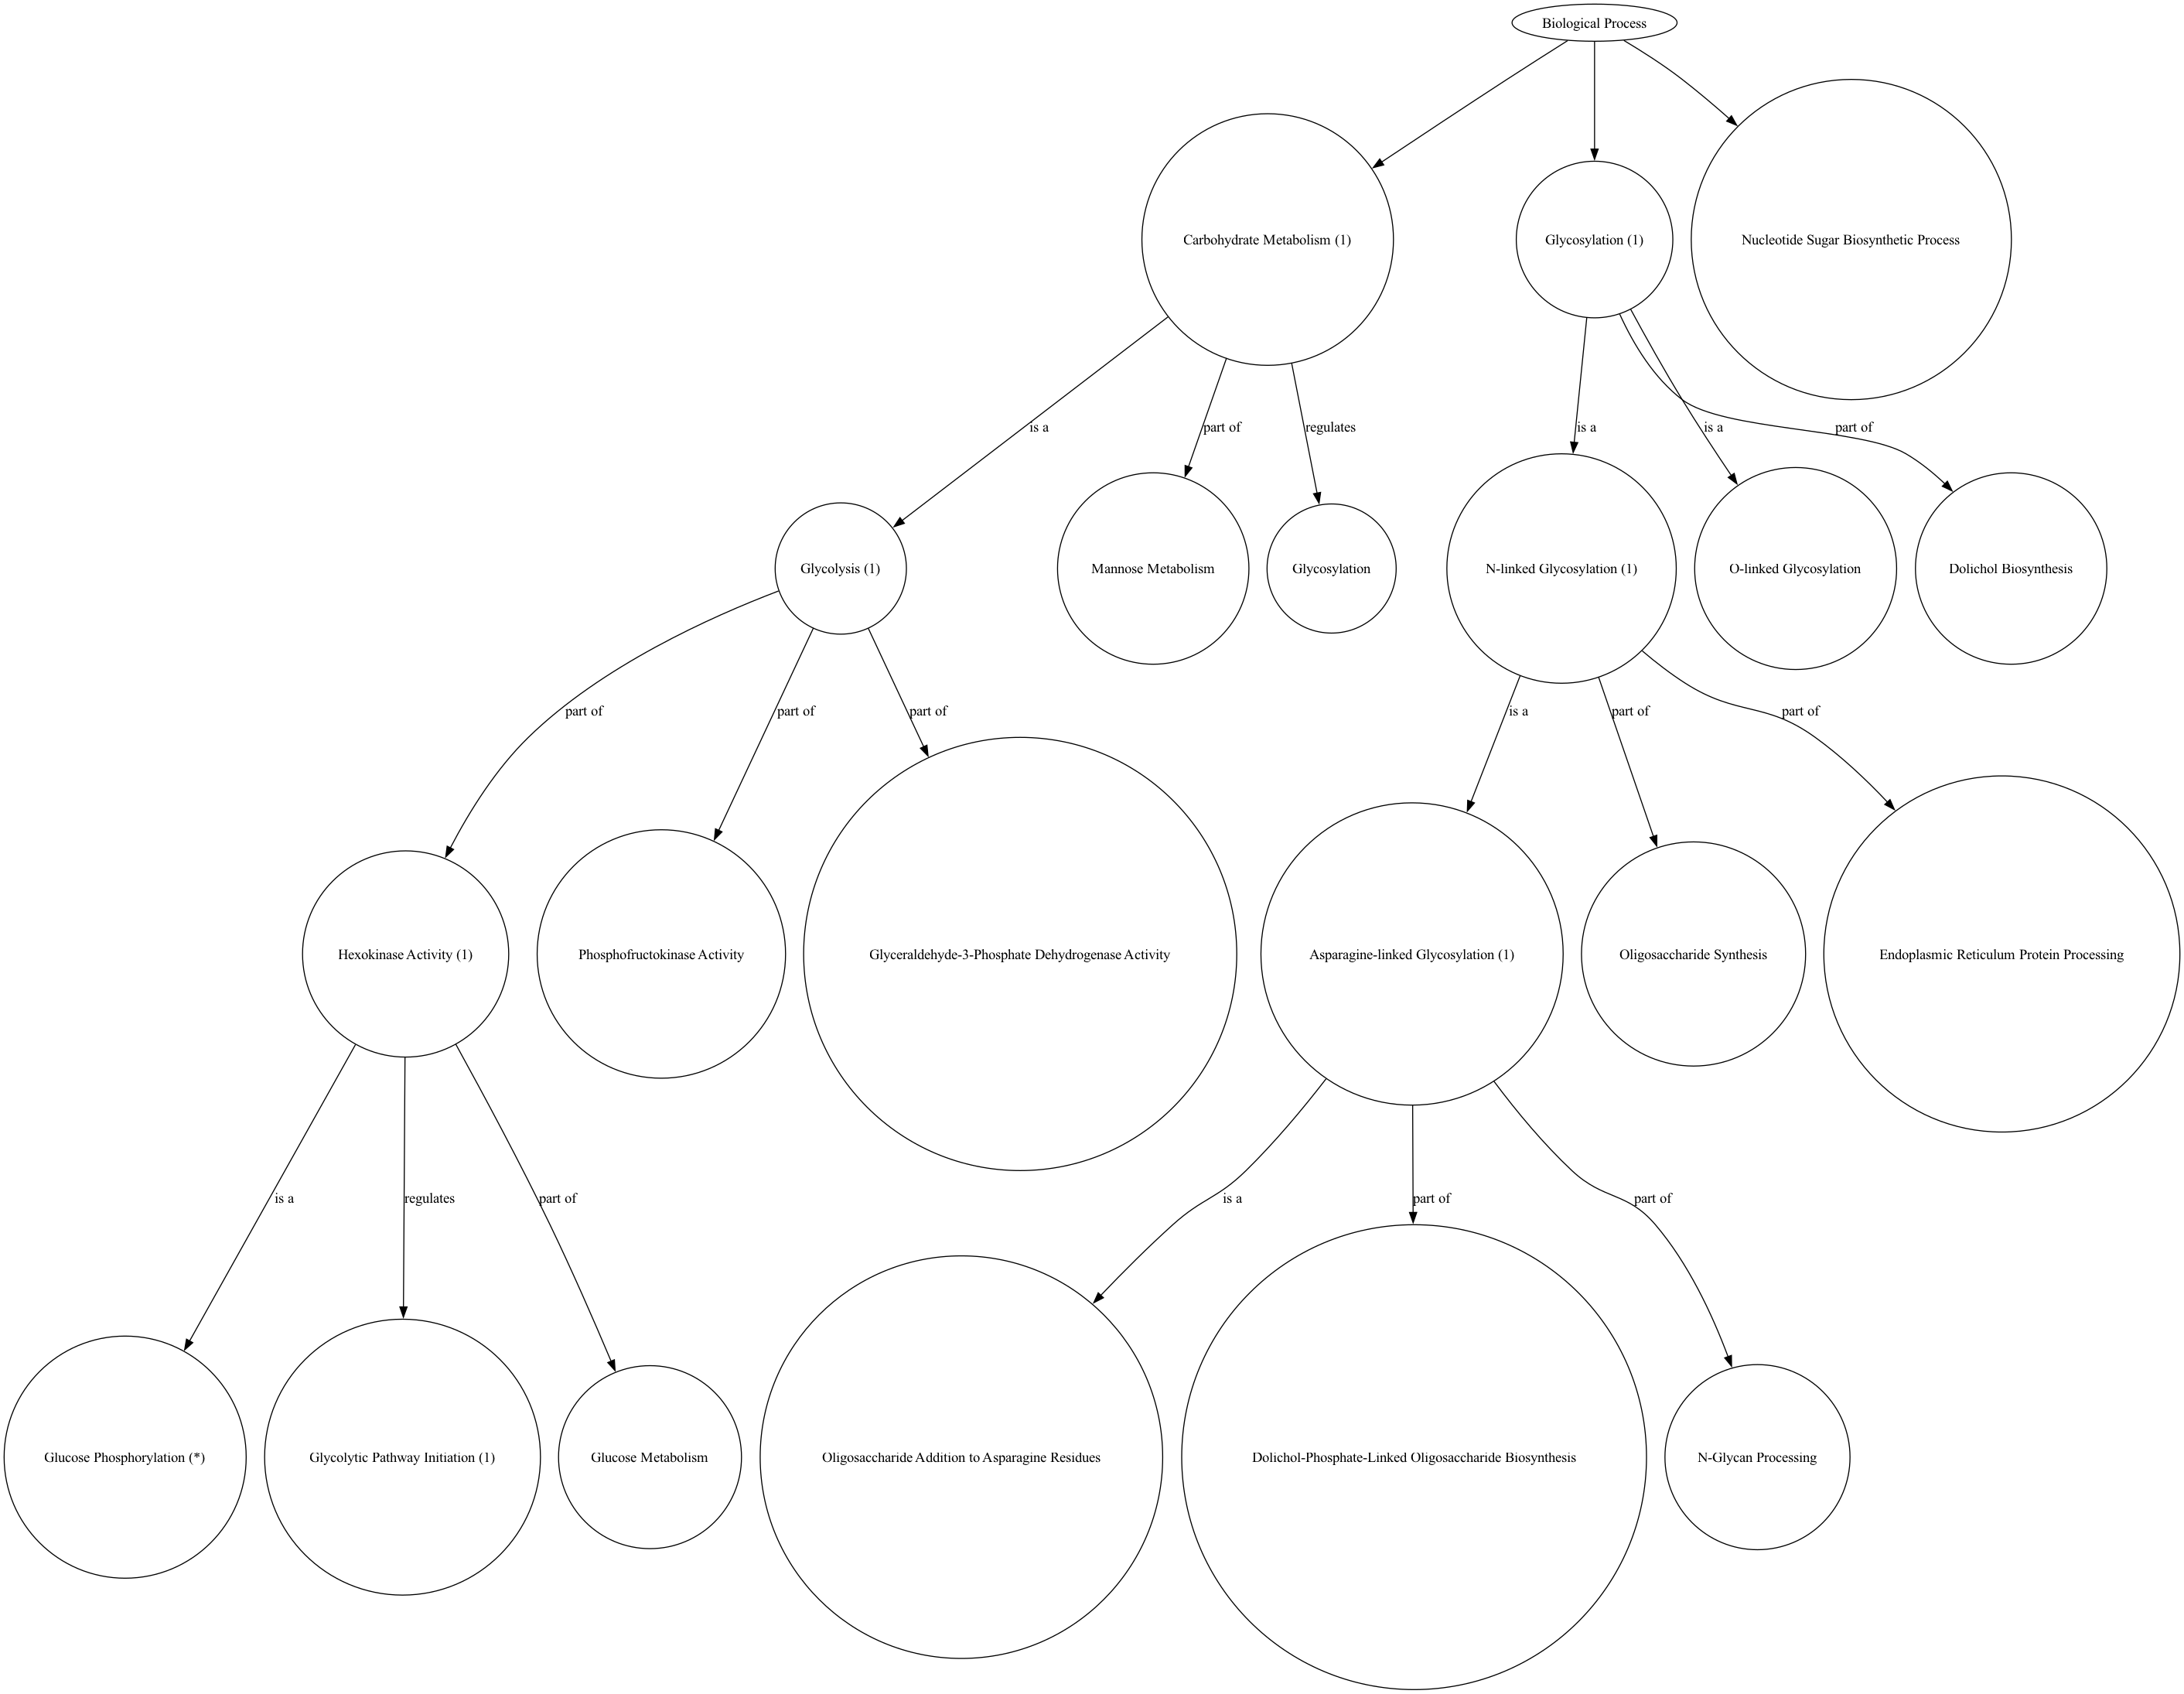 Biological Process
Carbohydrate Metabolism (1)
Glycosylation (1)
Nucleotide Sugar Biosynthetic Process
is a
part of
regulates
is a
is a
part of
Glycolysis (1)
Mannose Metabolism
Glycosylation
N-linked Glycosylation (1)
O-linked Glycosylation
Dolichol Biosynthesis
part of
part of
part of
is a
part of
part of
Hexokinase Activity (1)
Phosphofructokinase Activity
Glyceraldehyde-3-Phosphate Dehydrogenase Activity
Asparagine-linked Glycosylation (1)
Oligosaccharide Synthesis
Endoplasmic Reticulum Protein Processing
is a
regulates
part of
is a
part of
part of
Glucose Phosphorylation (*)
Glycolytic Pathway Initiation (1)
Glucose Metabolism
Oligosaccharide Addition to Asparagine Residues
Dolichol-Phosphate-Linked Oligosaccharide Biosynthesis
N-Glycan Processing